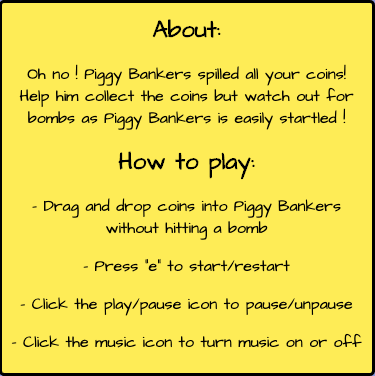 About:
Oh no ! Piggy Bankers spilled all your coins!
Help him collect the coins but watch out for
bombs as Piggy Bankers is easily startled !
How to play:
- Drag and drop coins into Piggy Bankers
without hitting a bomb
- Press "e" to start/restart
- Click the play/pause icon to pause/unpause
- Click the music icon to turn music on or off